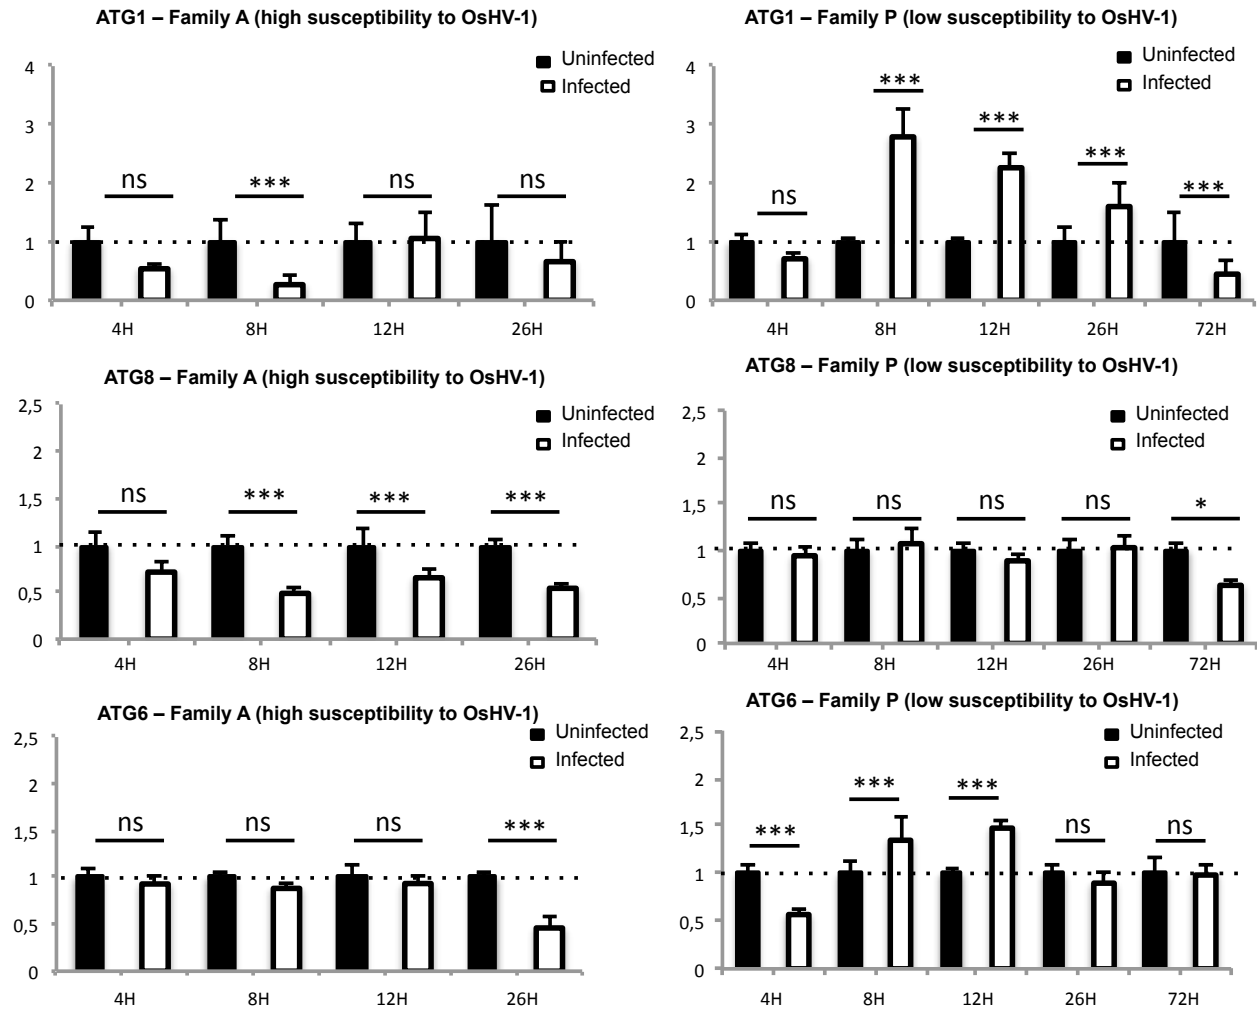 ATG1 – Family A (high susceptibility to OsHV-1)
Uninfected
Infected
4
3
2
1
0
ns
***
ns
ns
4H
8H
12H
26H
ATG1 – Family P (low susceptibility to OsHV-1)
Uninfected
Infected
4
3
2
1
0
ns
***
***
***
***
4H
8H
12H
26H
72H
ATG8 – Family A (high susceptibility to OsHV-1)
Uninfected
Infected
2,5
2
1,5
1
0,5
0
ns
***
***
***
4H
8H
12H
26H
ATG8 – Family P (low susceptibility to OsHV-1)
Uninfected
Infected
2,5
2
1,5
1
0,5
0
ns
ns
ns
ns
*
4H
8H
12H
26H
72H
ATG6 – Family A (high susceptibility to OsHV-1)
Uninfected
Infected
2,5
2
1,5
1
0,5
0
ns
ns
ns
***
4H
8H
12H
26H
ATG6 – Family P (low susceptibility to OsHV-1)
Uninfected
Infected
2,5
2
1,5
1
0,5
0
***
***
***
ns
ns
4H
8H
12H
26H
72H